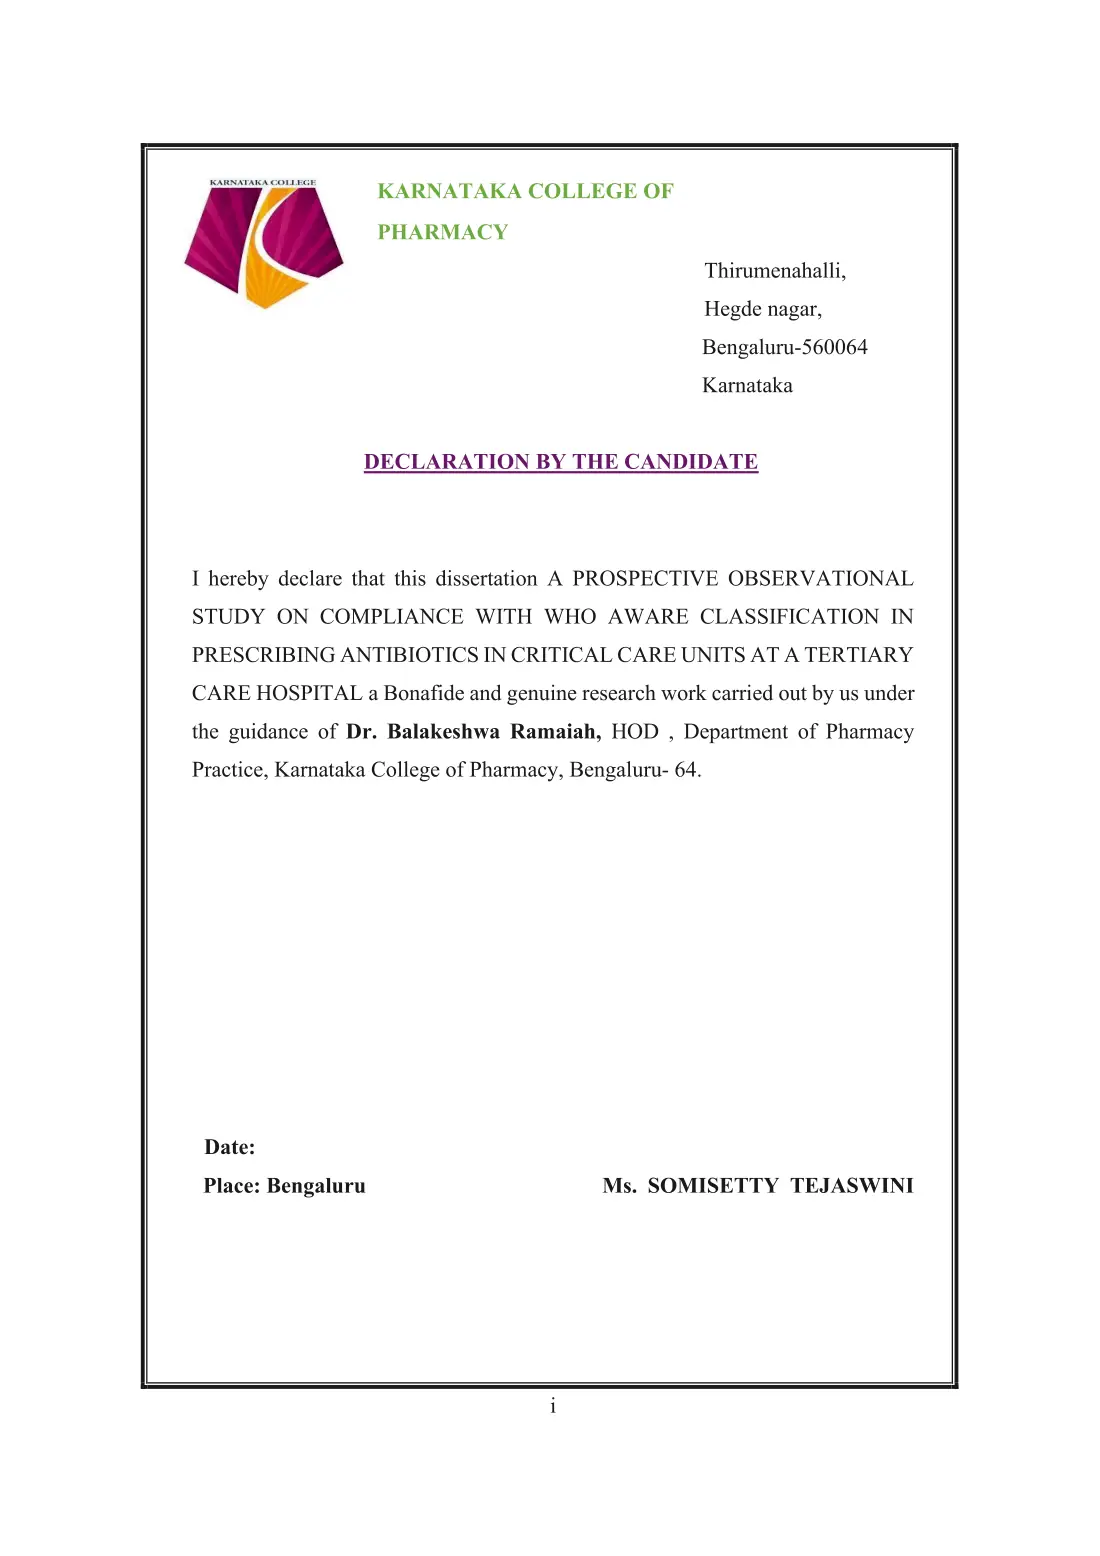 KARNATAKA COLLEGE
KARNATAKA COLLEGE OF
PHARMACY
Thirumenahalli,
Hegde nagar,
Bengaluru-560064
Karnataka
DECLARATION BY THE CANDIDATE
I hereby declare that this dissertation A PROSPECTIVE OBSERVATIONAL
STUDY ON COMPLIANCE WITH WHO AWARE CLASSIFICATION IN
PRESCRIBING ANTIBIOTICS IN CRITICAL CARE UNITS AT A TERTIARY
CARE HOSPITAL a Bonafide and genuine research work carried out by us under
the guidance of Dr. Balakeshwa Ramaiah, HOD , Department of Pharmacy
Practice, Karnataka College of Pharmacy, Bengaluru- 64.
Date:
Place: Bengaluru Ms. SOMISETTY TEJASWINI
i